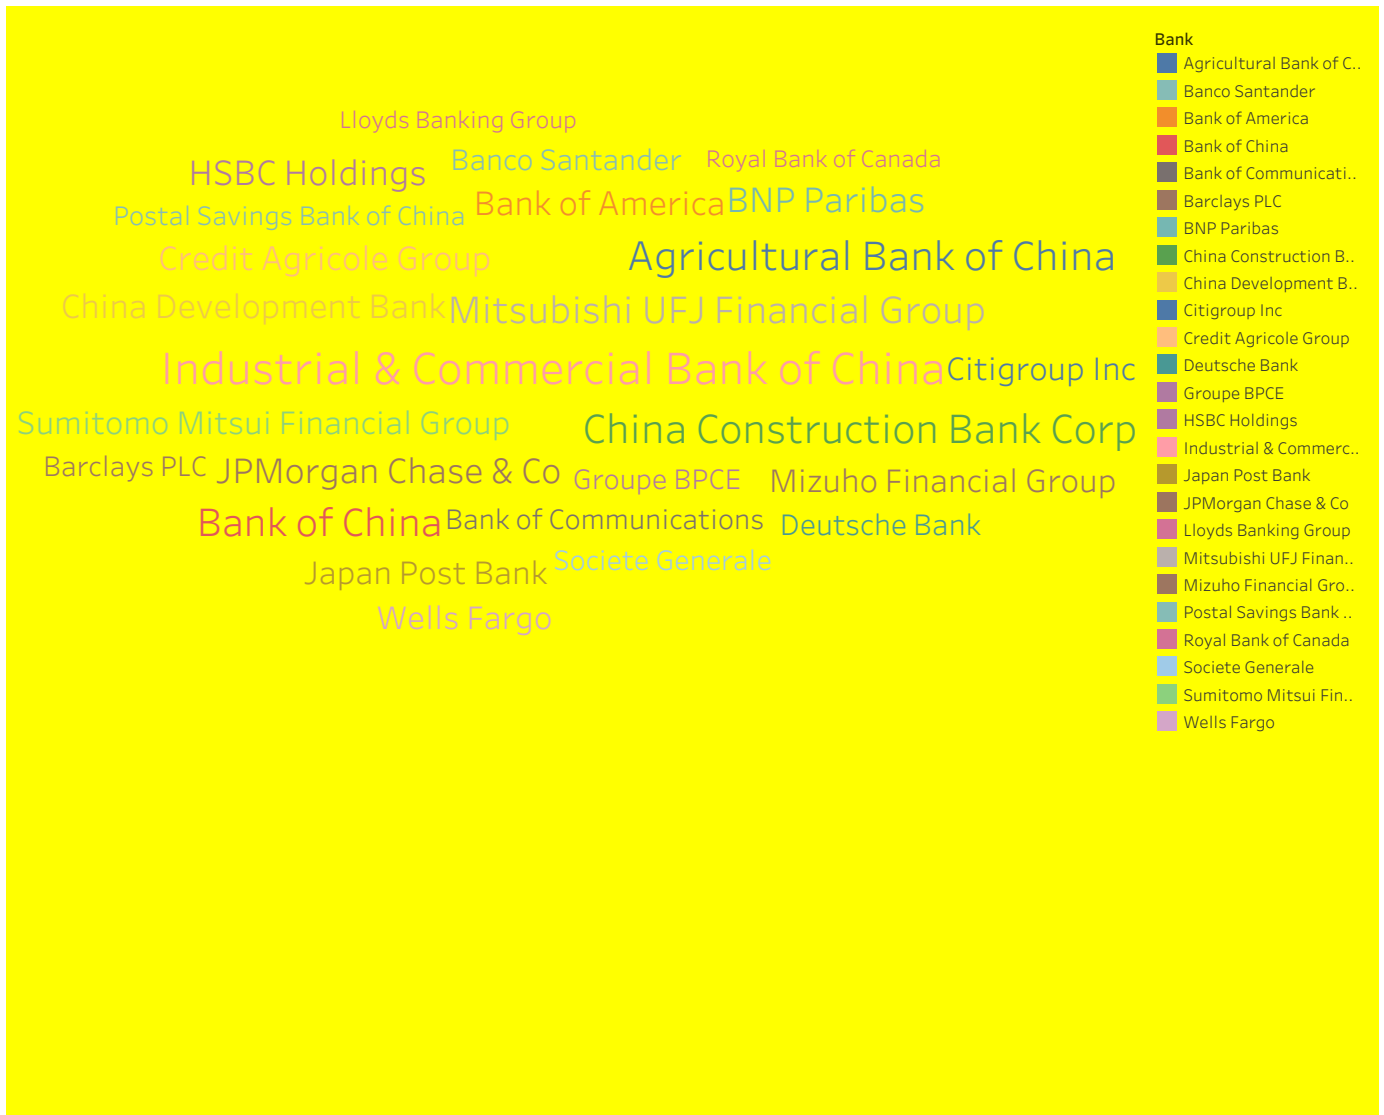 Lloyds Banking Group
HSBC Holdings
Banco Santander
Royal Bank of Canada
Postal Savings Bank of China
Bank of America
BNP Paribas
Credit Agricole Group
Agricultural Bank of China
China Development Bank
Mitsubishi UFJ Financial Group
Industrial & Commercial Bank of China
Citigroup Inc
Sumitomo Mitsui Financial Group
China Construction Bank Corp
Barclays PLC
JPMorgan Chase & Co
Groupe BPCE
Mizuho Financial Group
Bank of China
Bank of Communications
Deutsche Bank
Japan Post Bank
Societe Generale
Wells Fargo
Bank
Agricultural Bank of C..
Banco Santander
Bank of America
Bank of China
Bank of Communicati..
Barclays PLC
BNP Paribas
China Construction B..
China Development B..
Citigroup Inc
Credit Agricole Group
Deutsche Bank
Groupe BPCE
HSBC Holdings
Industrial & Commerc..
Japan Post Bank
JPMorgan Chase & Co
Lloyds Banking Group
Mitsubishi UFJ Finan..
Mizuho Financial Gro..
Postal Savings Bank ..
Royal Bank of Canada
Societe Generale
Sumitomo Mitsui Fin..
Wells Fargo